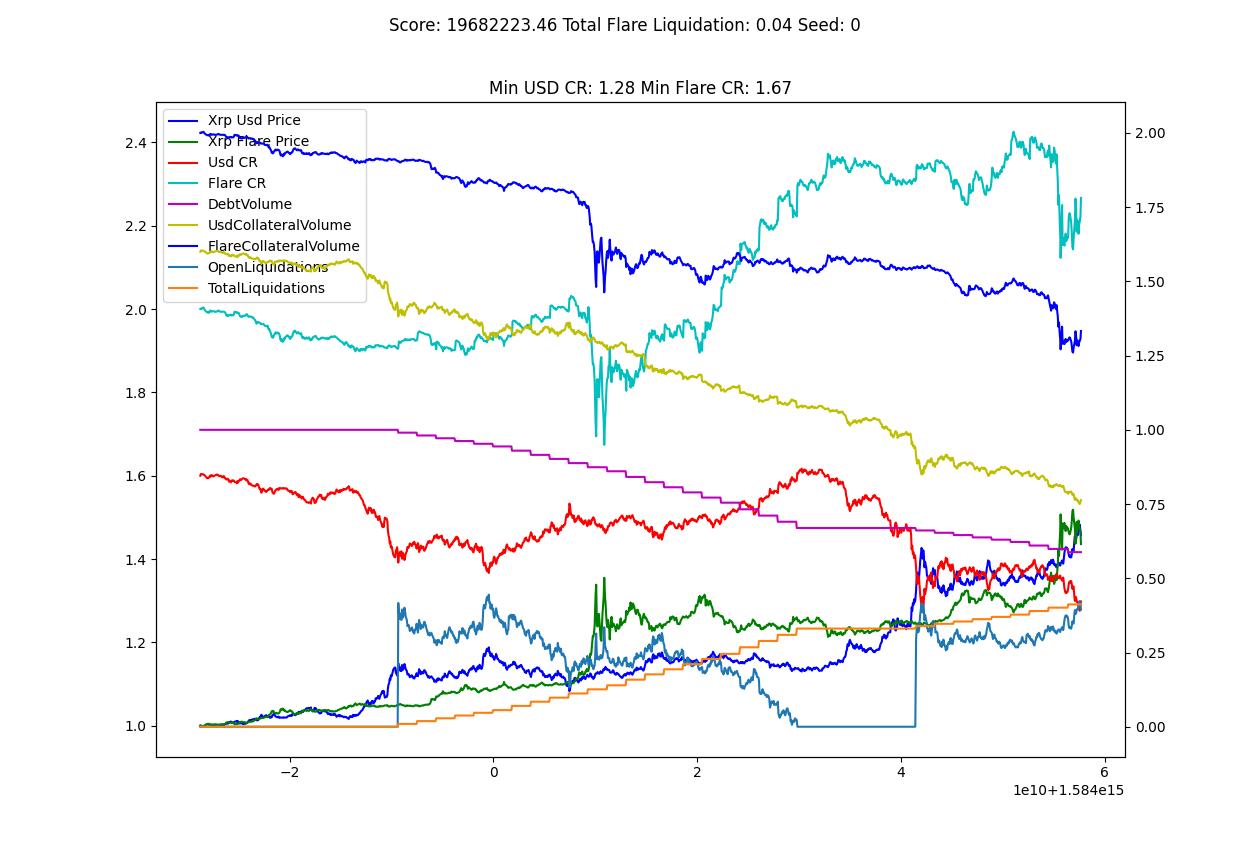 Score: 19682223.46 Total Flare Liquidation: 0.04 Seed: 0
Min USD CR: 1.28 Min Flare CR: 1.67
Xrp Usd Price
Xrp Flare Price
Usd CR
Flare CR
DebtVolume
UsdCollateralVolume
FlareCollateralVolume
OpenLiquidations
TotalLiquidations
2.4
2.2
2.0
1.8
1.6
1.4
1.2
1.0
2.00
1.75
1.50
1.25
1.00
0.75
0.50
0.25
0.00
−2 0 2 4 6
1e10+1.584e15